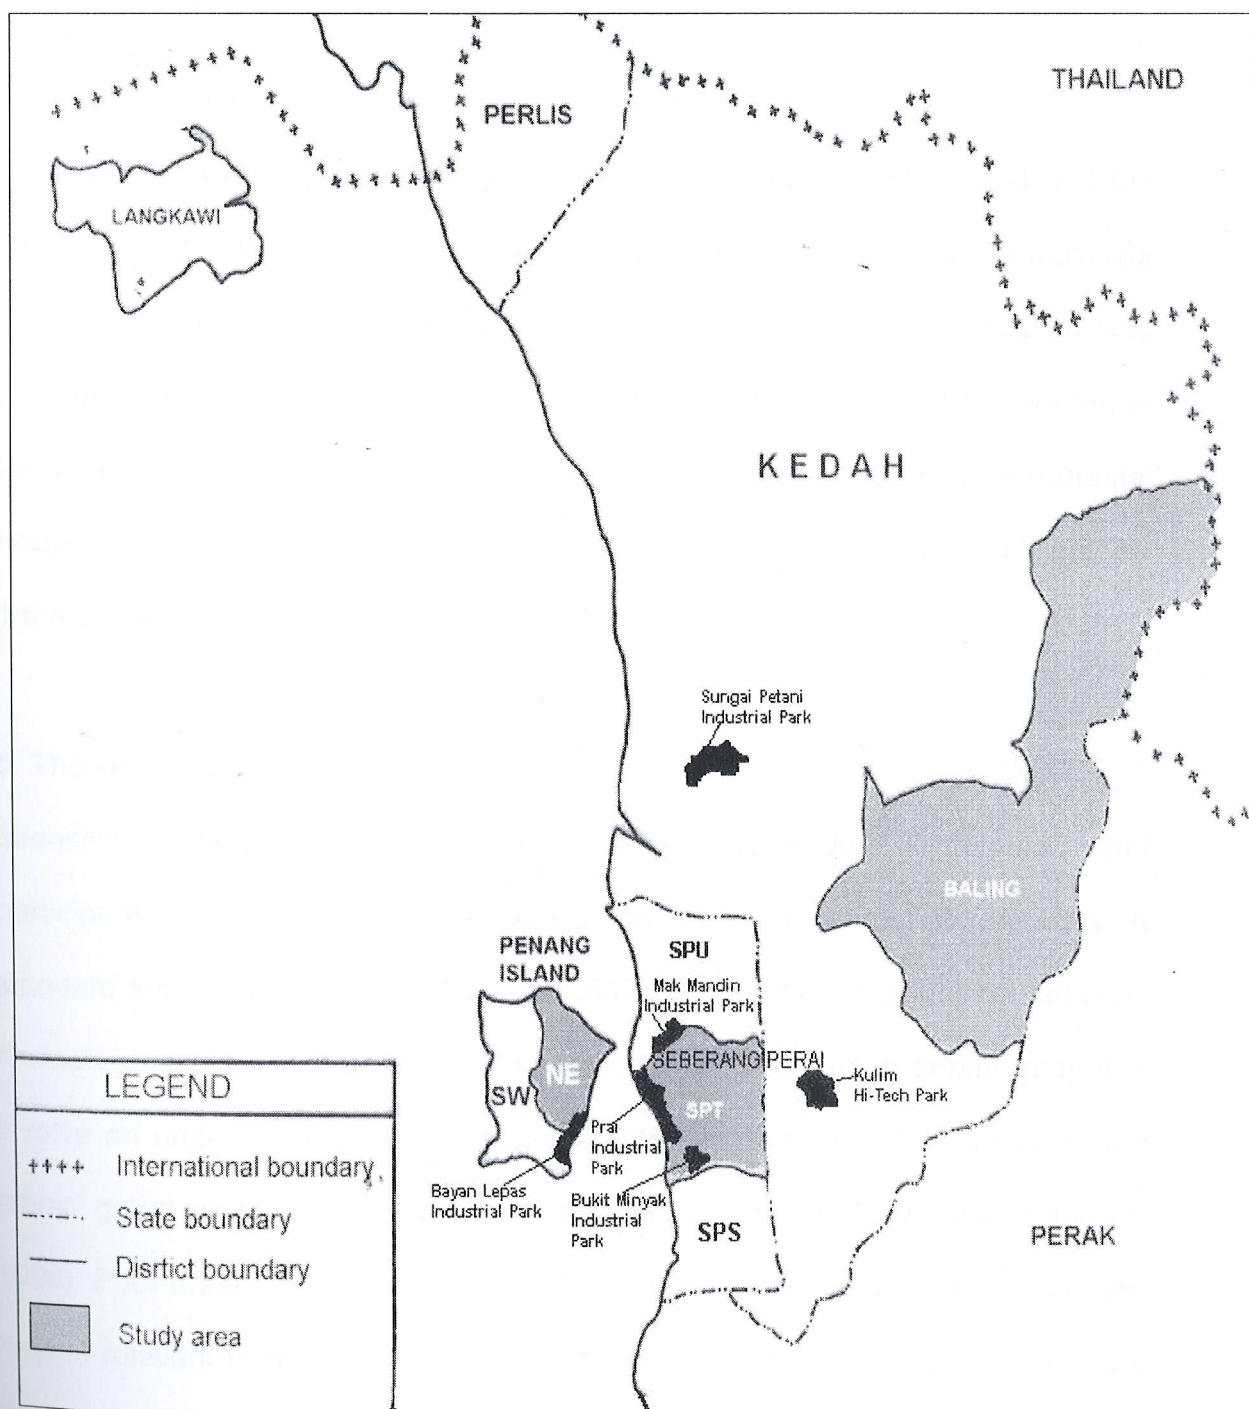 THAILAND
PERLIS
LANGKAWI
KEDAH
Sungai Petani
Industrial Park
BALING
PENANG
ISLAND
SPU
Mak Mandin
Industrial Park
SEBERANG PERAI
NE
SW
SPT
Kulim
Hi-Tech Park
Prai
Industrial
Park
Bayan Lepas
Industrial Park
Bukit Minyak
Industrial
Park
SPS
PERAK
LEGEND
International boundary
State boundary
Disrtict boundary
Study area